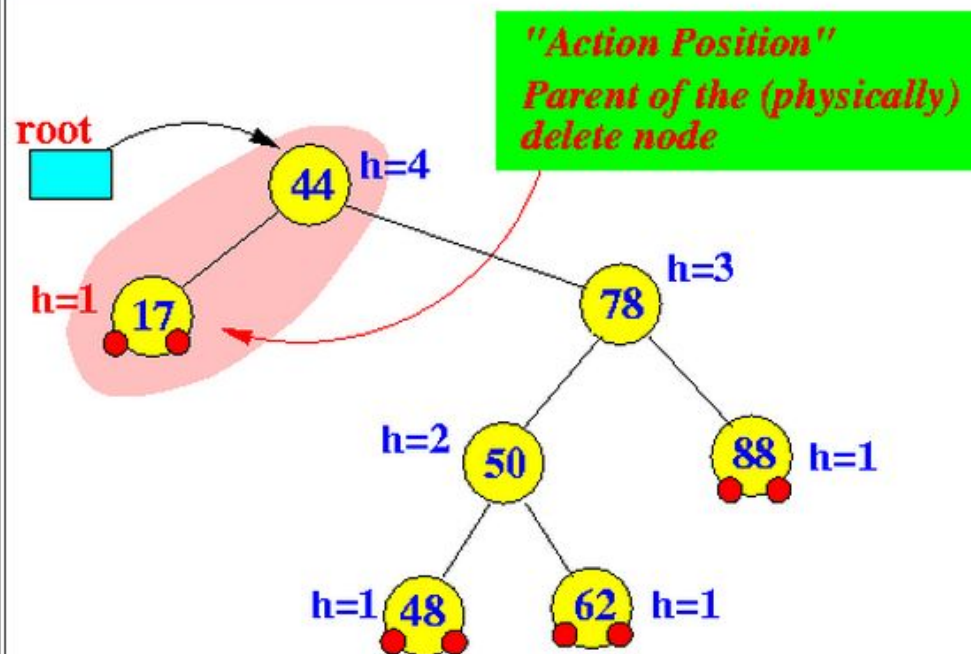 "Action Position"
Parent of the (physically)
delete node
root
44
h=4
h=1
17
78
h=3
h=2
50
88
h=1
h=1
48
62
h=1